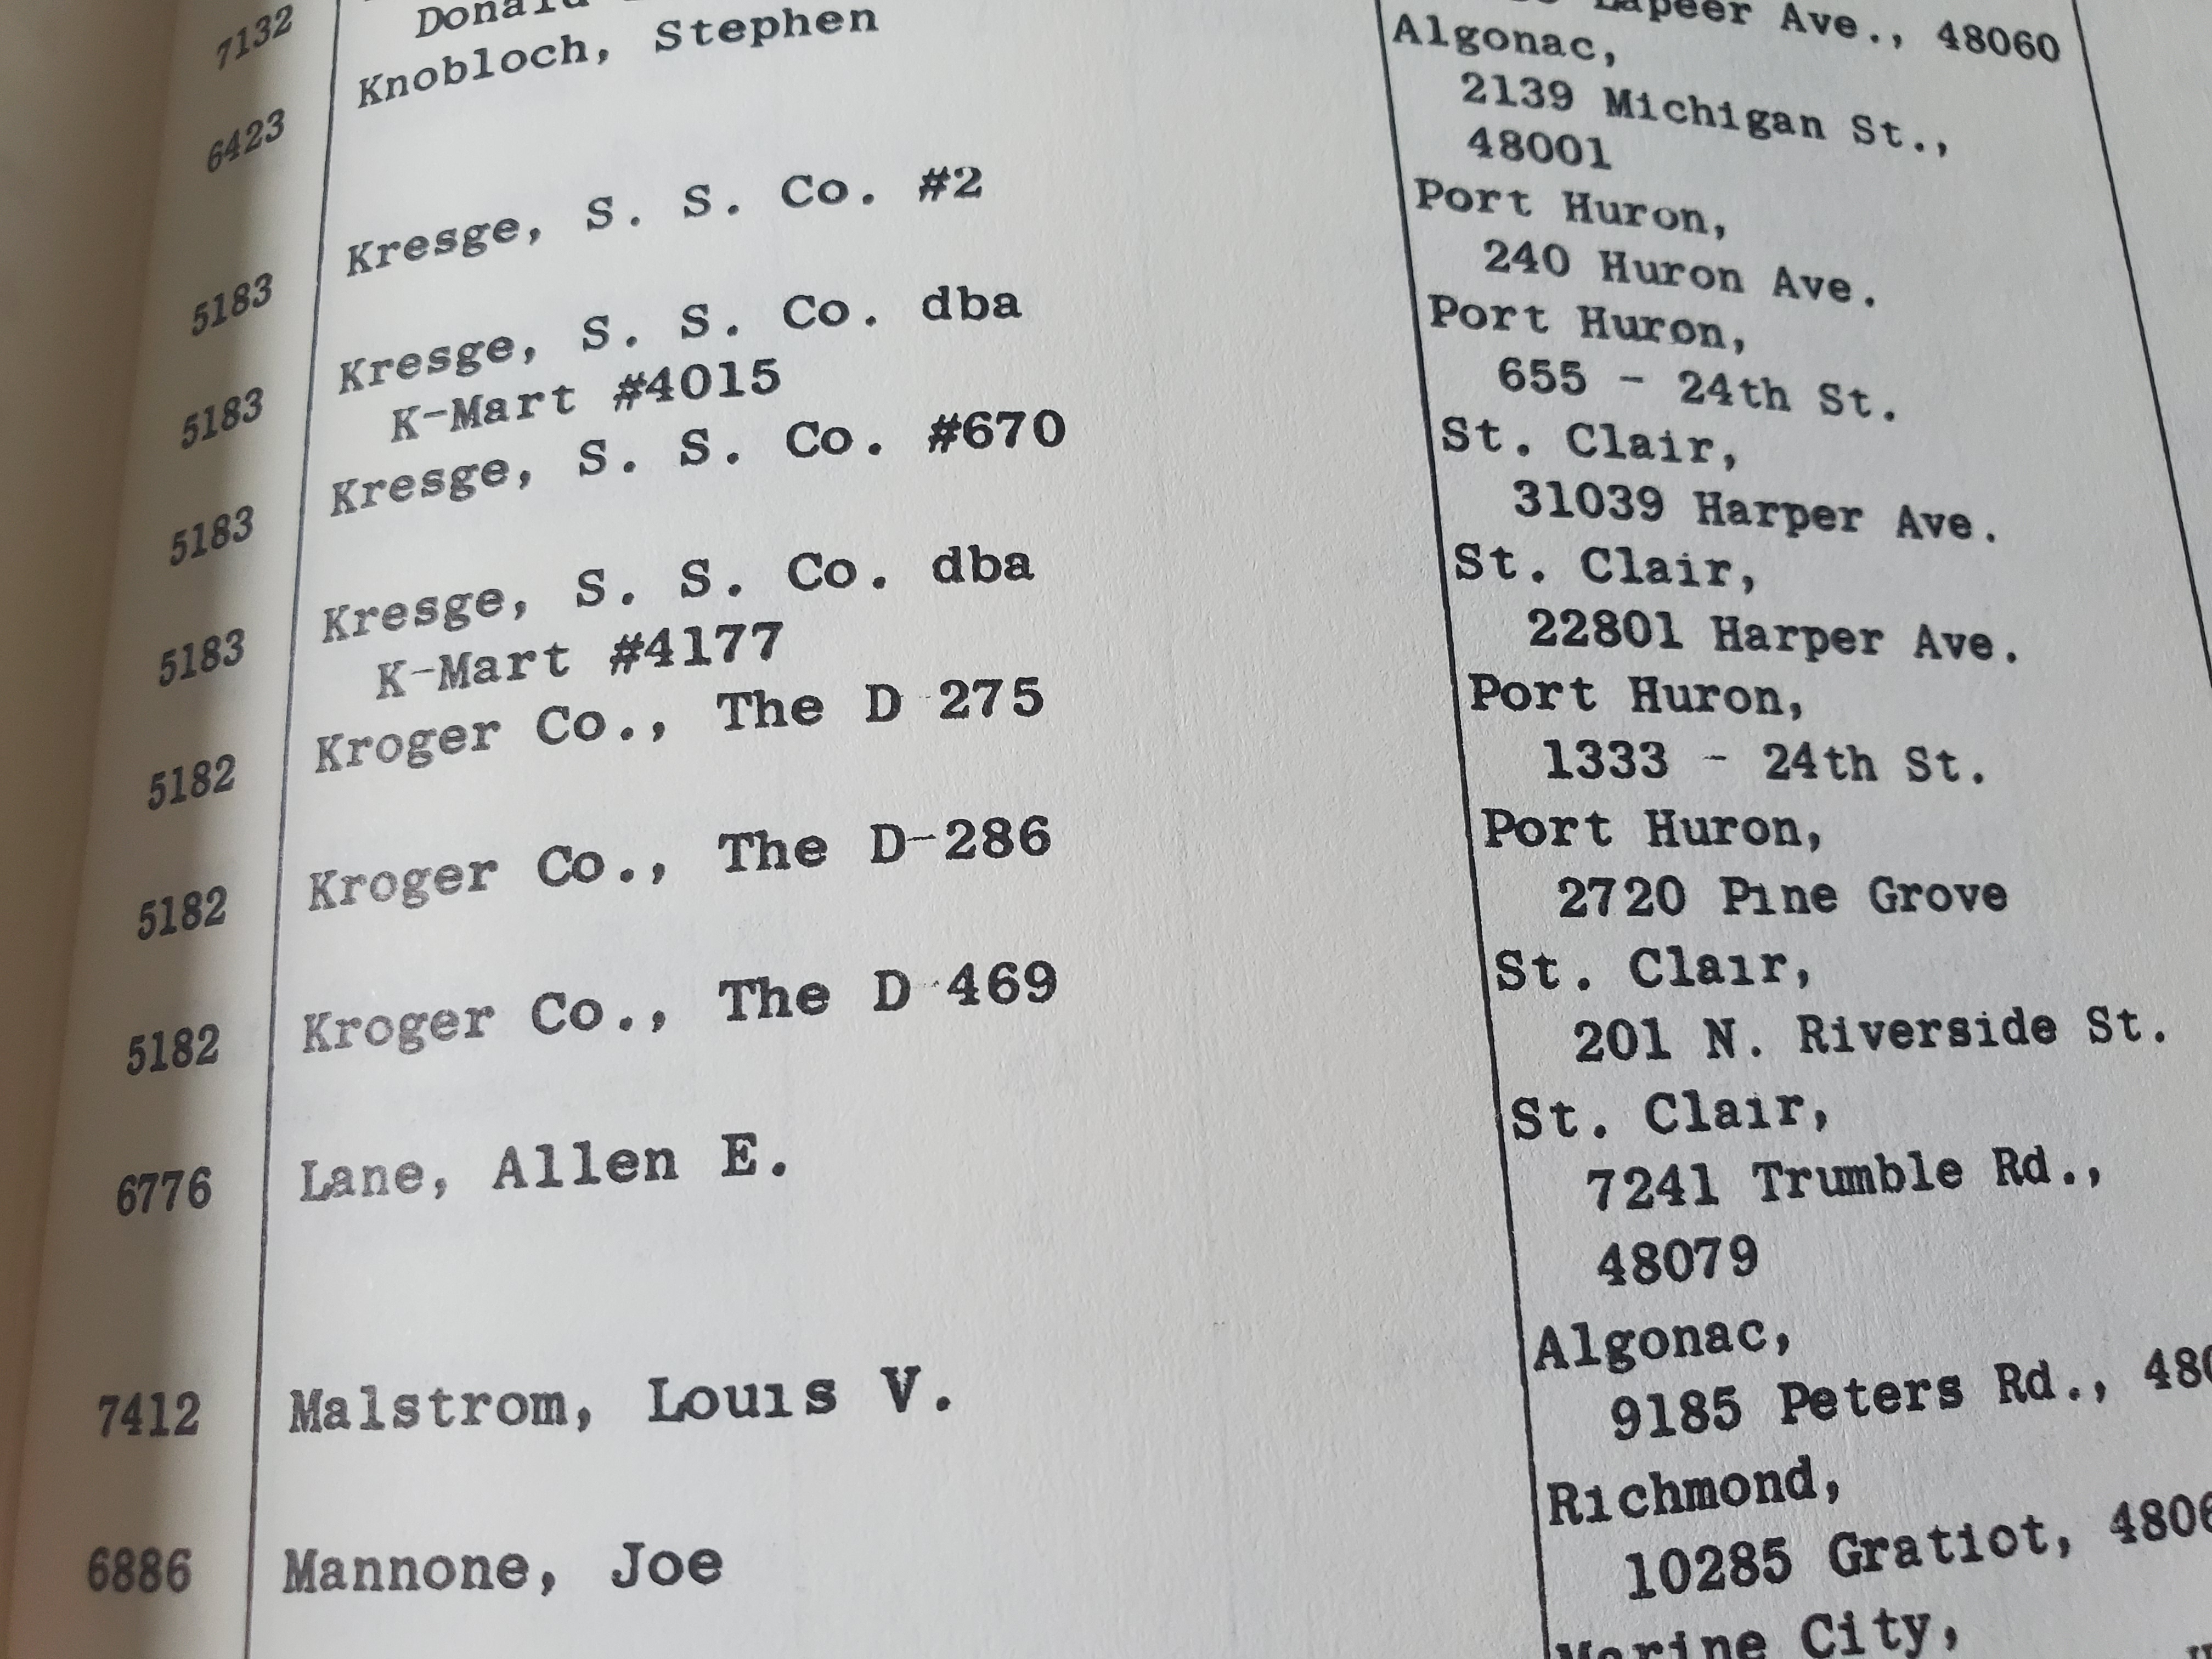 7132
Donald Lapeer Ave., 48060
6423 Knobloch, Stephen Algonac,
2139 Michigan St.,
48001
5183 Kresge, S. S. Co. #2 Port Huron,
240 Huron Ave.
5183 Kresge, S. S. Co. dba Port Huron,
K-Mart #4015 655 - 24th St.
5183 Kresge, S. S. Co. #670 St. Clair,
31039 Harper Ave.
5183 Kresge, S. S. Co. dba St. Clair,
K-Mart #4177 22801 Harper Ave.
5182 Kroger Co., The D-275 Port Huron,
1333 - 24th St.
5182 Kroger Co., The D-286 Port Huron,
2720 Pine Grove
5182 Kroger Co., The D-469 St. Clair,
201 N. Riverside St.
6776 Lane, Allen E. St. Clair,
7241 Trumble Rd.,
48079
7412 Malstrom, Louis V. Algonac,
9185 Peters Rd.,
6886 Mannone, Joe Richmond,
10285 Gratiot,
Marine City,